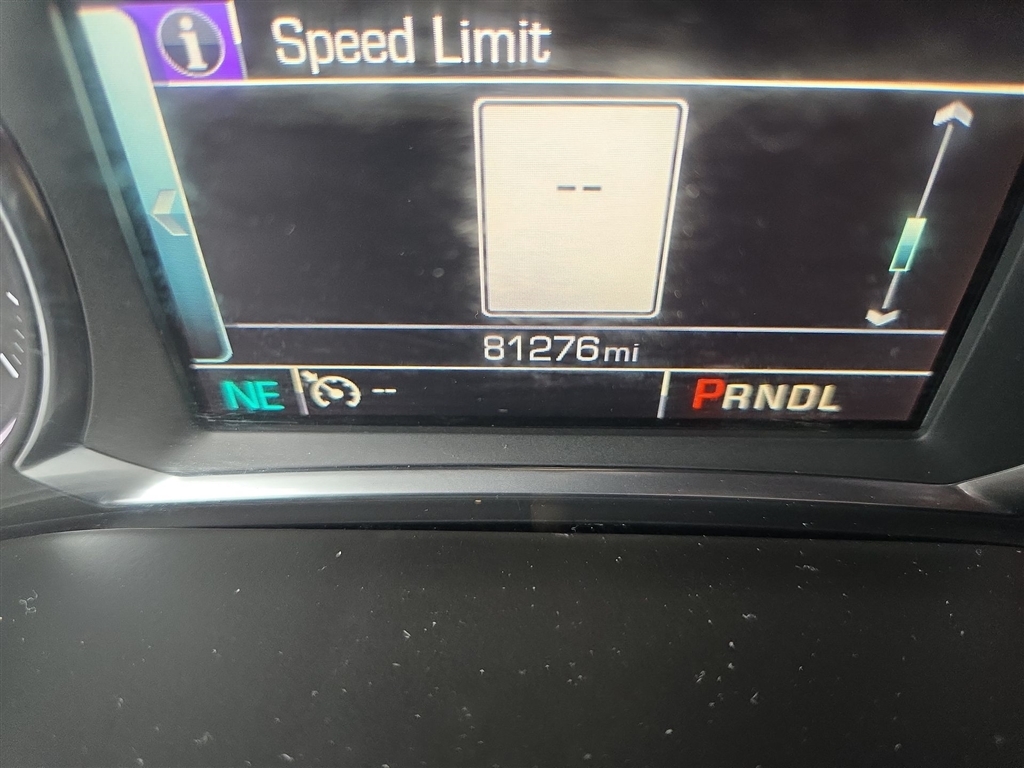 i Speed Limit
--
81276mi
NE --
PRNDL